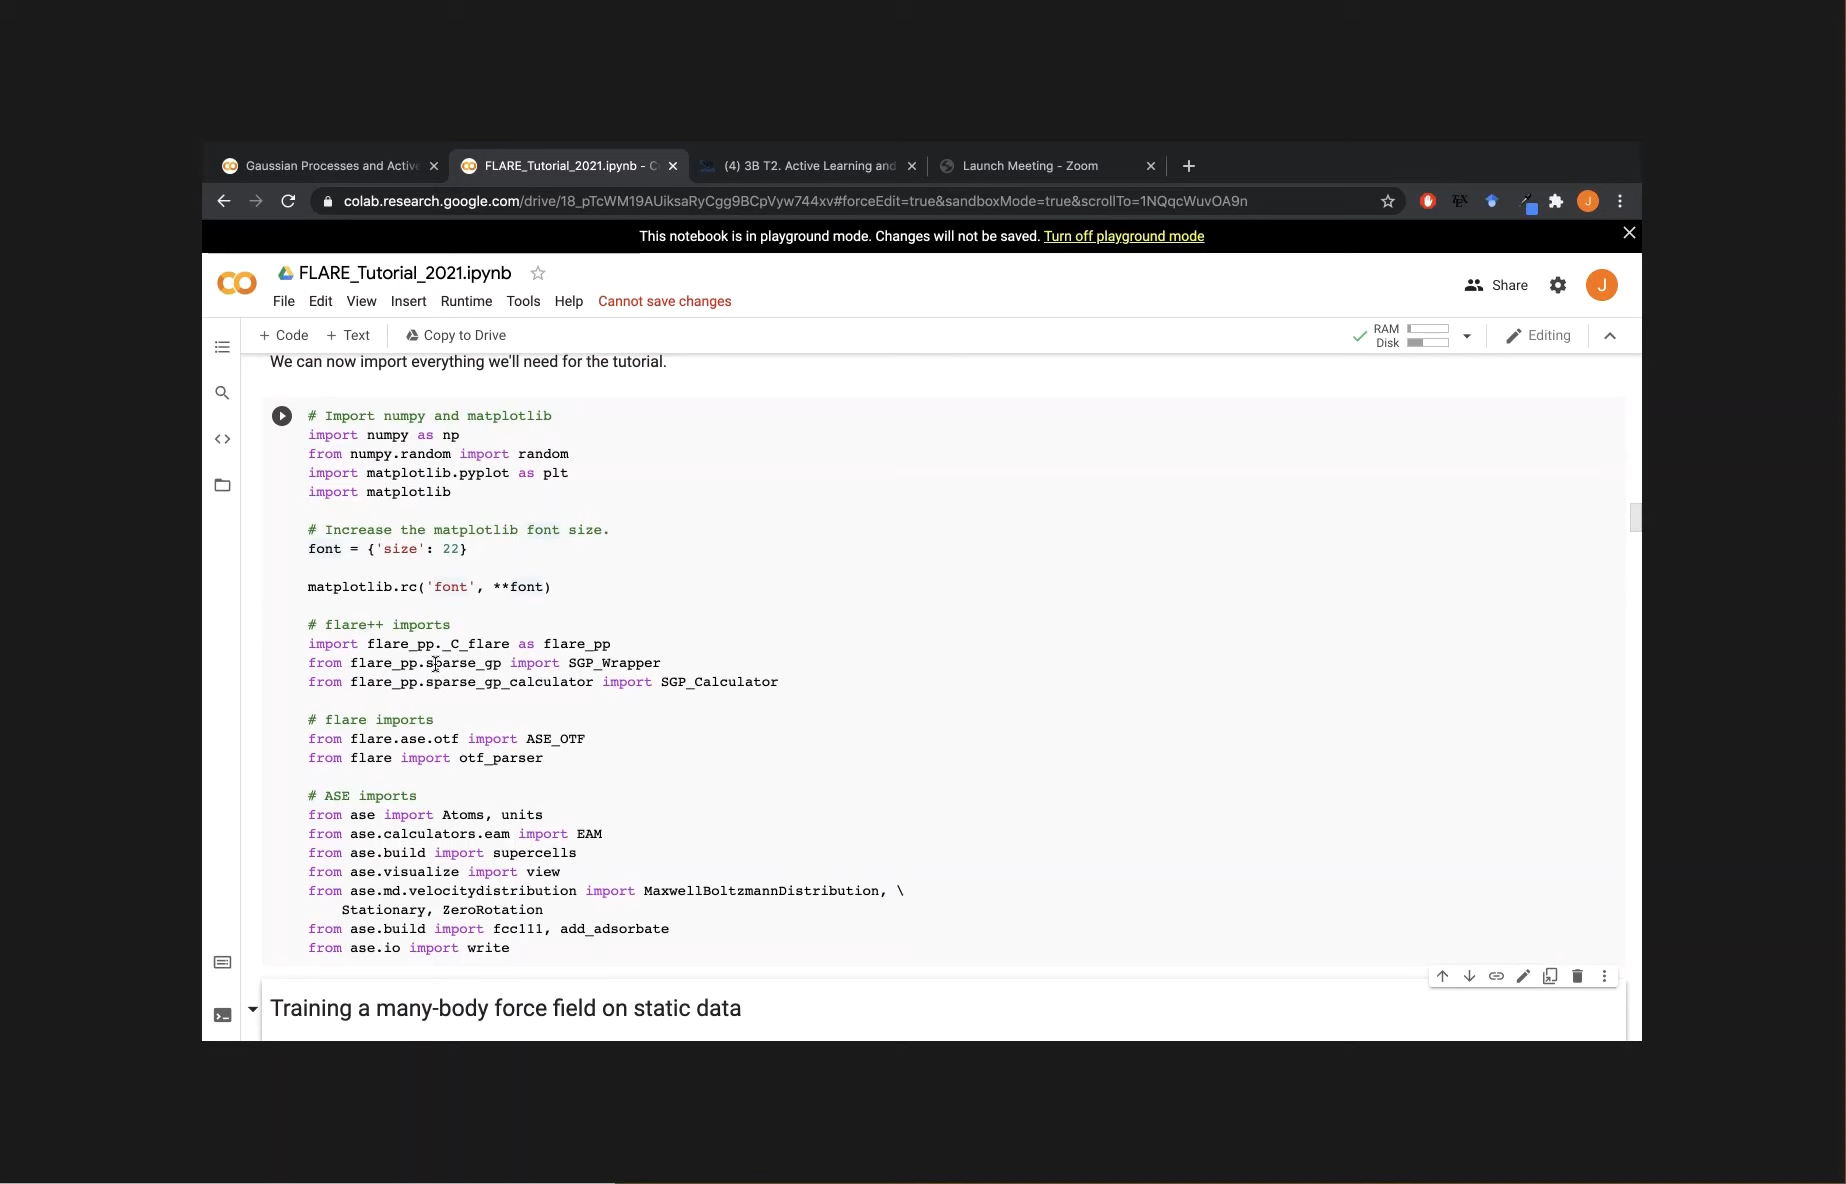 Gaussian Processes and Active
FLARE_Tutorial_2021.ipynb - C
(4) 3B T2. Active Learning and
Launch Meeting - Zoom
colab.research.google.com/drive/18_pTcWM19AUiksaRyCgg9BCpVyw744xv#forceEdit=true&sandboxMode=true&scrollTo=1NQqcWuvOA9n
J
This notebook is in playground mode. Changes will not be saved. Turn off playground mode
FLARE_Tutorial_2021.ipynb
File Edit View Insert Runtime Tools Help Cannot save changes
Share
J
+ Code + Text Copy to Drive
RAM
Disk
Editing
We can now import everything we'll need for the tutorial.
# Import numpy and matplotlib
import numpy as np
from numpy.random import random
import matplotlib.pyplot as plt
import matplotlib
# Increase the matplotlib font size.
font = {'size': 22}
matplotlib.rc('font', **font)
# flare++ imports
import flare_pp._C_flare as flare_pp
from flare_pp.sparse_gp import SGP_Wrapper
from flare_pp.sparse_gp_calculator import SGP_Calculator
# flare imports
from flare.ase.otf import ASE_OTF
from flare import otf_parser
# ASE imports
from ase import Atoms, units
from ase.calculators.eam import EAM
from ase.build import supercells
from ase.visualize import view
from ase.md.velocitydistribution import MaxwellBoltzmannDistribution, \
Stationary, ZeroRotation
from ase.build import fcc111, add_adsorbate
from ase.io import write
Training a many-body force field on static data